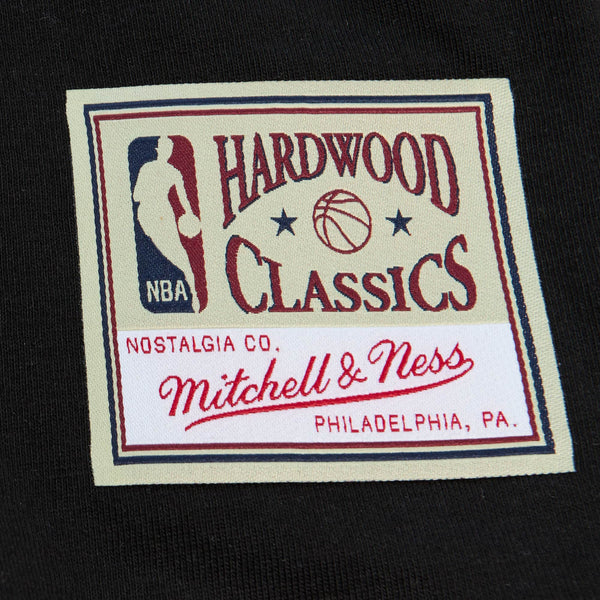 NBA
HARDWOOD
CLASSICS
NOSTALGIA CO.
Mitchell & Ness
PHILADELPHIA, PA.